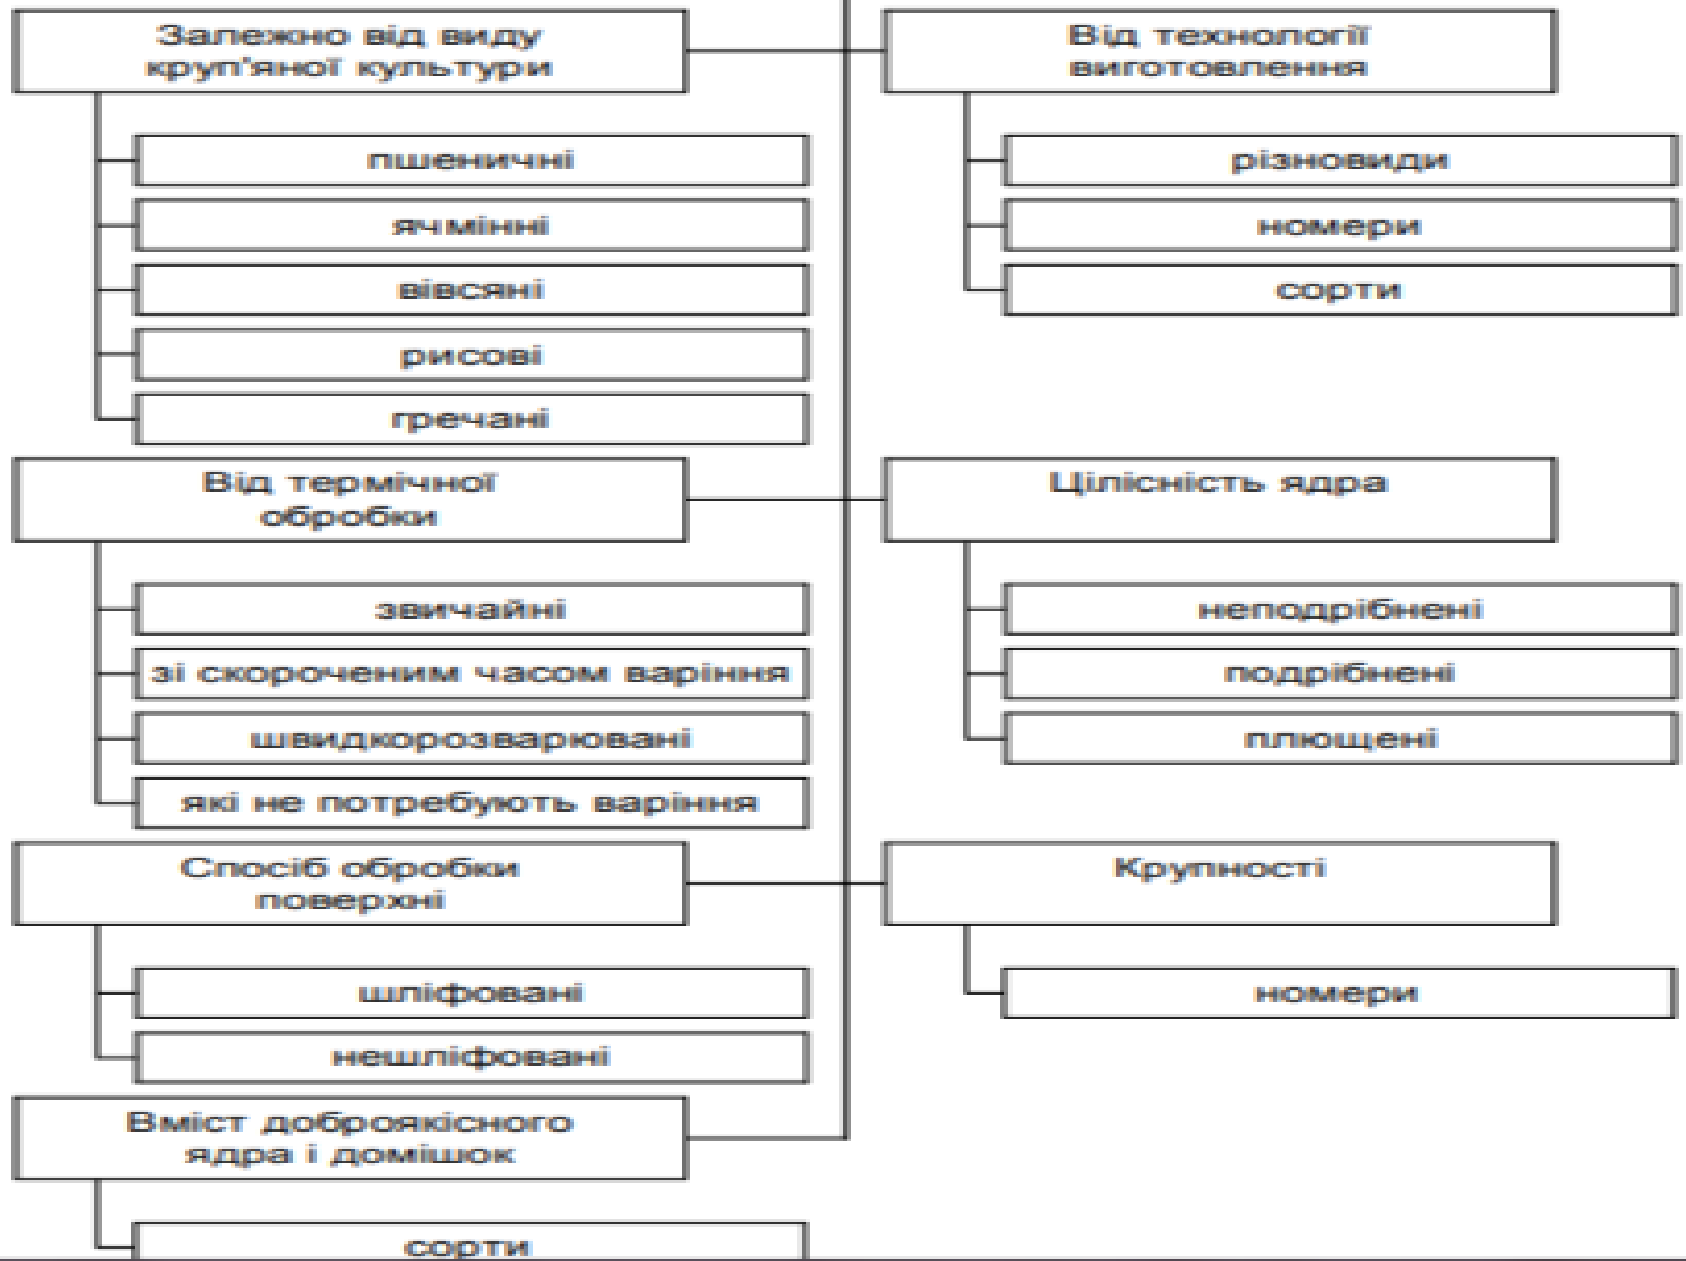 Залежно від виду
круп'яної культури
пшеничні
ячмінні
вівсяні
рисові
гречані
Від технології
виготовлення
різновиди
номери
сорти
Від термічної
обробки
звичайні
зі скороченим часом варіння
швидкорозварювані
які не потребують варіння
Цілісність ядра
неподрібнені
подрібнені
плющені
Спосіб обробки
поверхні
шліфовані
нешліфовані
Крупності
номери
Вміст доброякісного
ядра і домішок
сорти